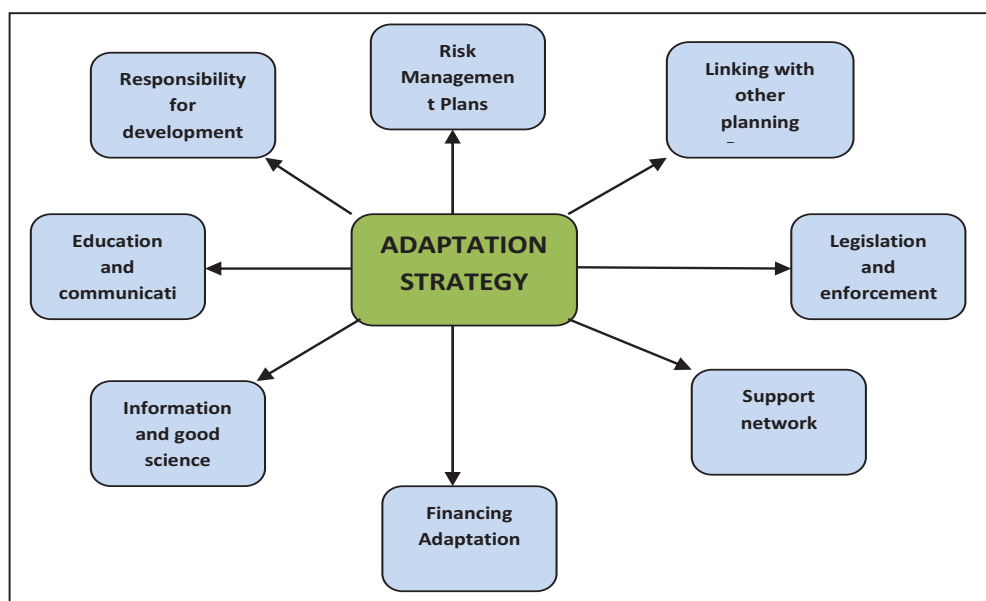 Risk
Managemen
t Plans
Responsibility
for
development
Linking with
other
planning
Education
and
communicati
ADAPTATION
STRATEGY
Legislation
and
enforcement
Information
and good
science
Support
network
Financing
Adaptation